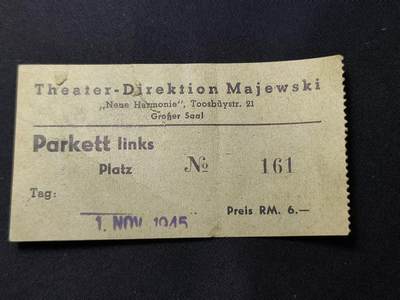 Theater-Direktion Majewski
„Neue Harmonie", Toosbüystr. 21
Großer Saal
Parkett links
Platz № 161
Tag:
1. NOV. 1945
Preis RM. 6.—